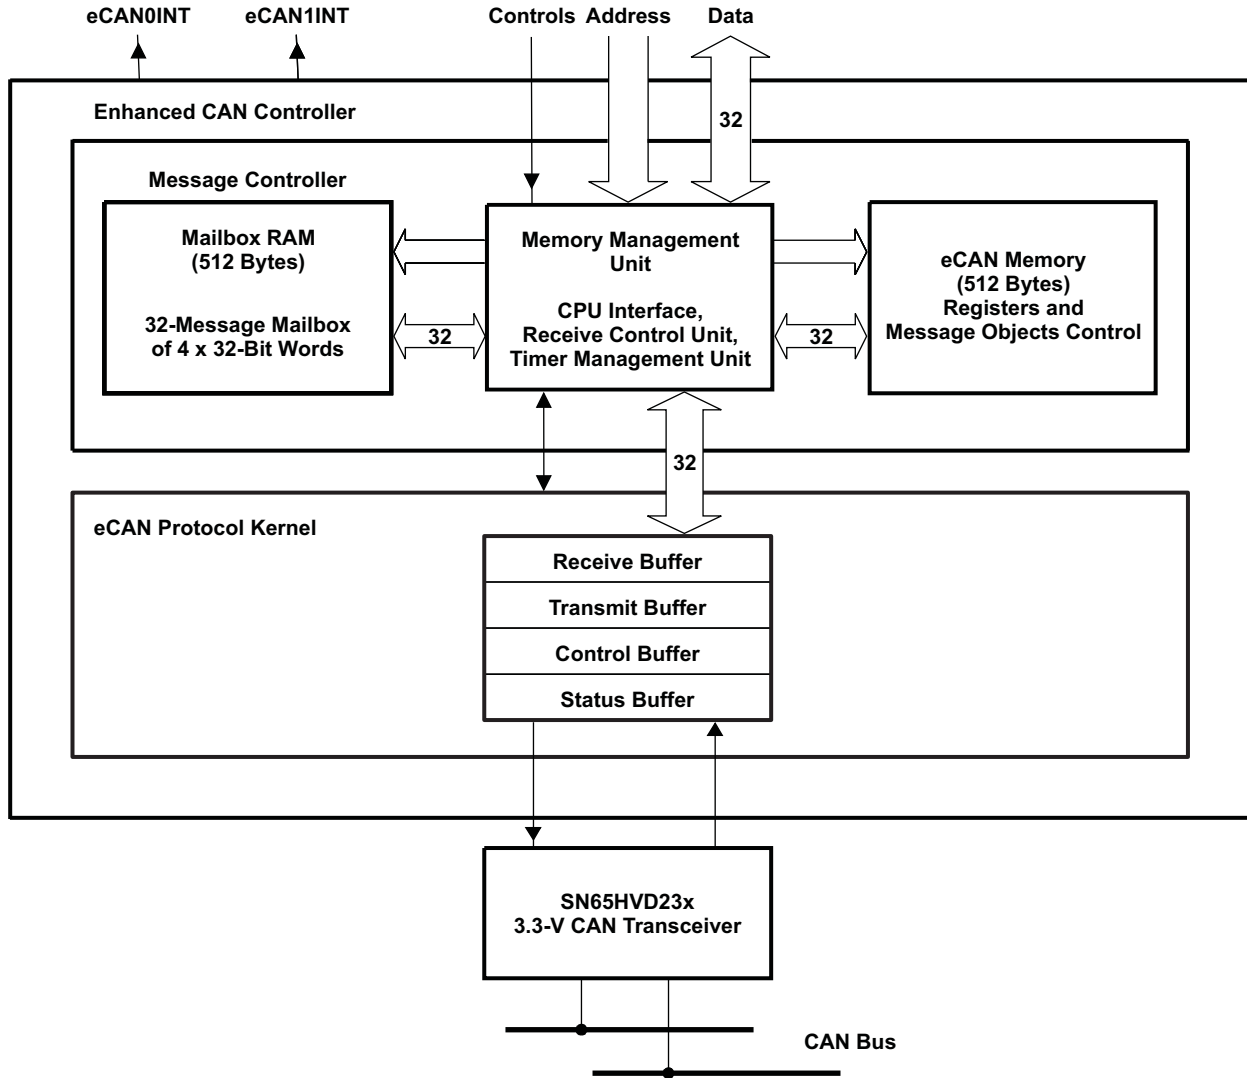 eCAN0INT
eCAN1INT
Controls
Address
Data
32
Enhanced CAN Controller
Message Controller
Mailbox RAM
(512 Bytes)
32-Message Mailbox
of 4 x 32-Bit Words
32
Memory Management
Unit
CPU Interface,
Receive Control Unit,
Timer Management Unit
32
eCAN Memory
(512 Bytes)
Registers and
Message Objects Control
32
eCAN Protocol Kernel
Receive Buffer
Transmit Buffer
Control Buffer
Status Buffer
SN65HVD23x
3.3-V CAN Transceiver
CAN Bus